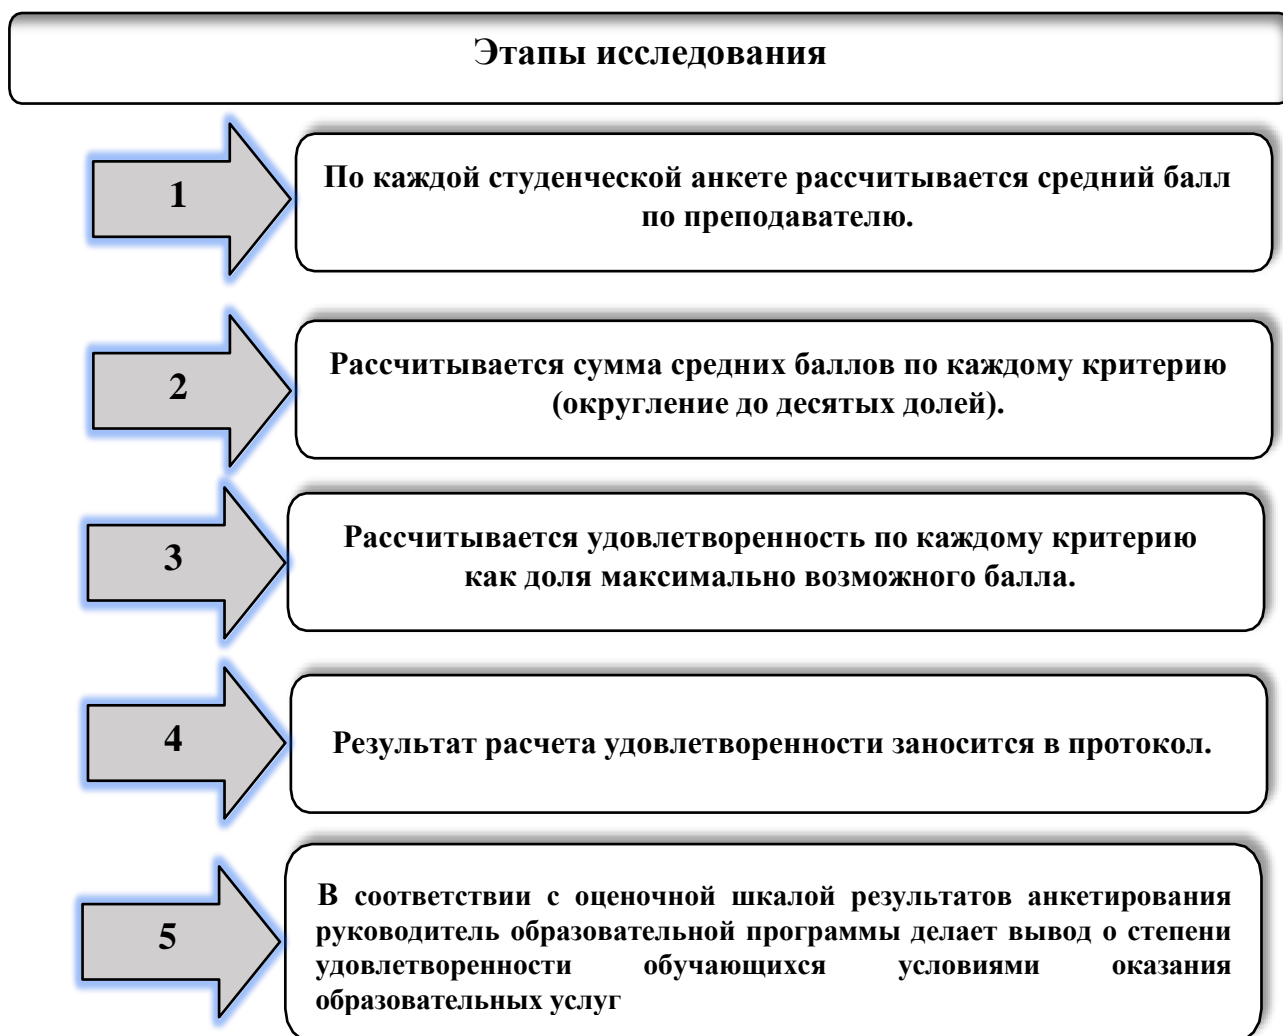 Этапы исследования
1
По каждой студенческой анкете рассчитывается средний балл
по преподавателю.
2
Рассчитывается сумма средних баллов по каждому критерию
(округление до десятых долей).
3
Рассчитывается удовлетворенность по каждому критерию
как доля максимально возможного балла.
4
Результат расчета удовлетворенности заносится в протокол.
5
В соответствии с оценочной шкалой результатов анкетирования
руководитель образовательной программы делает вывод о степени
удовлетворенности обучающихся условиями оказания
образовательных услуг